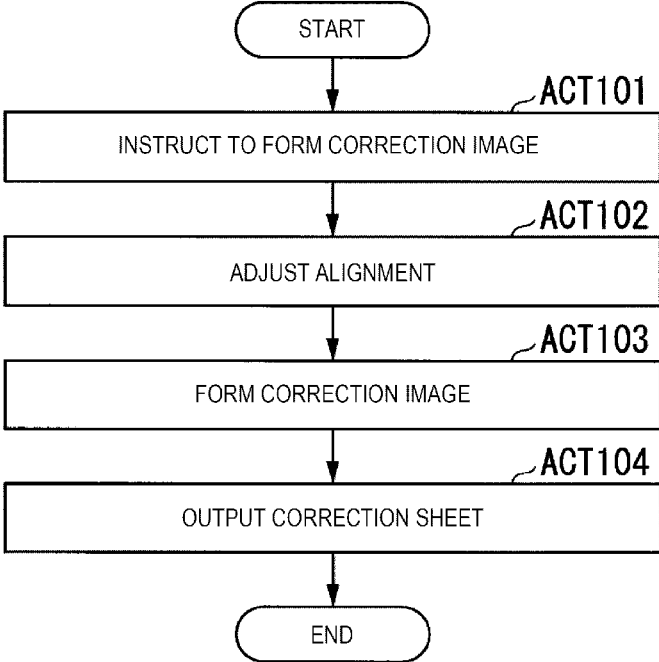 START
ACT101
INSTRUCT TO FORM CORRECTION IMAGE
ACT102
ADJUST ALIGNMENT
ACT103
FORM CORRECTION IMAGE
ACT104
OUTPUT CORRECTION SHEET
END